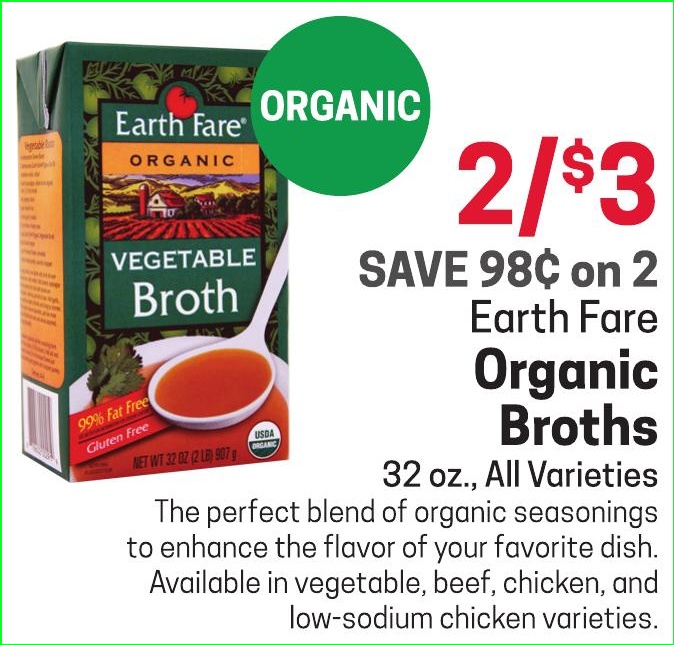 Earth Fare®
ORGANIC
VEGETABLE
Broth
99% Fat Free
Gluten Free
USDA
ORGANIC
NET WT 32 OZ (2 LB) 907 g
ORGANIC
2/$3
SAVE 98¢ on 2
Earth Fare
Organic
Broths
32 oz., All Varieties
The perfect blend of organic seasonings
to enhance the flavor of your favorite dish.
Available in vegetable, beef, chicken, and
low-sodium chicken varieties.